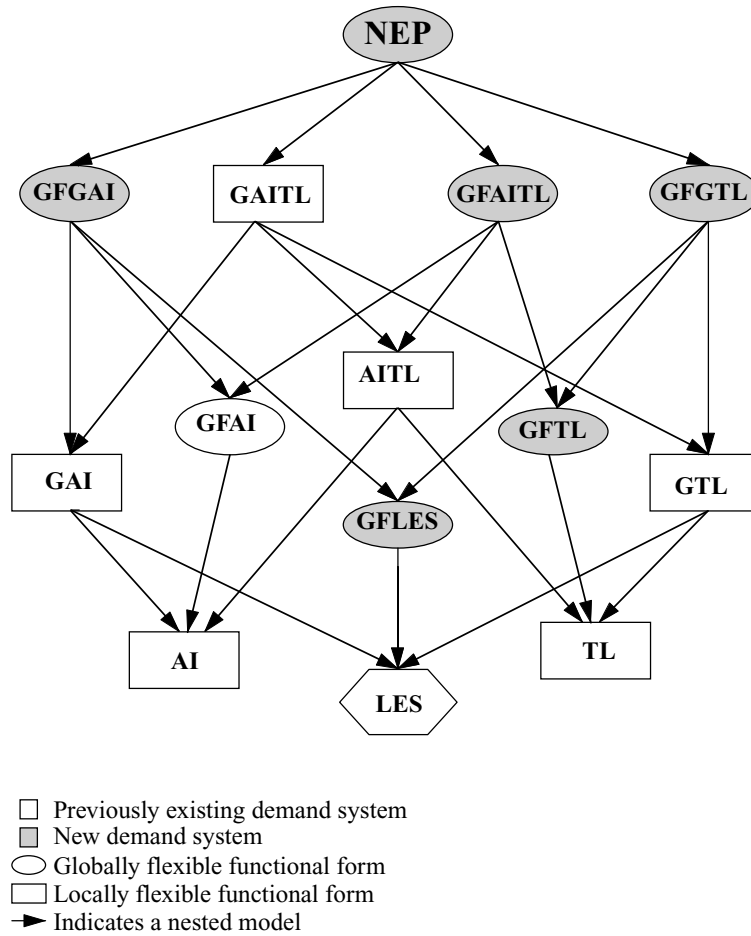 NEP
GFGAI
GAITL
GFAITL
GFGTL
AITL
GFAI
GFTL
GAI
GTL
GFLES
AI
TL
LES
Previously existing demand system
New demand system
Globally flexible functional form
Locally flexible functional form
Indicates a nested model